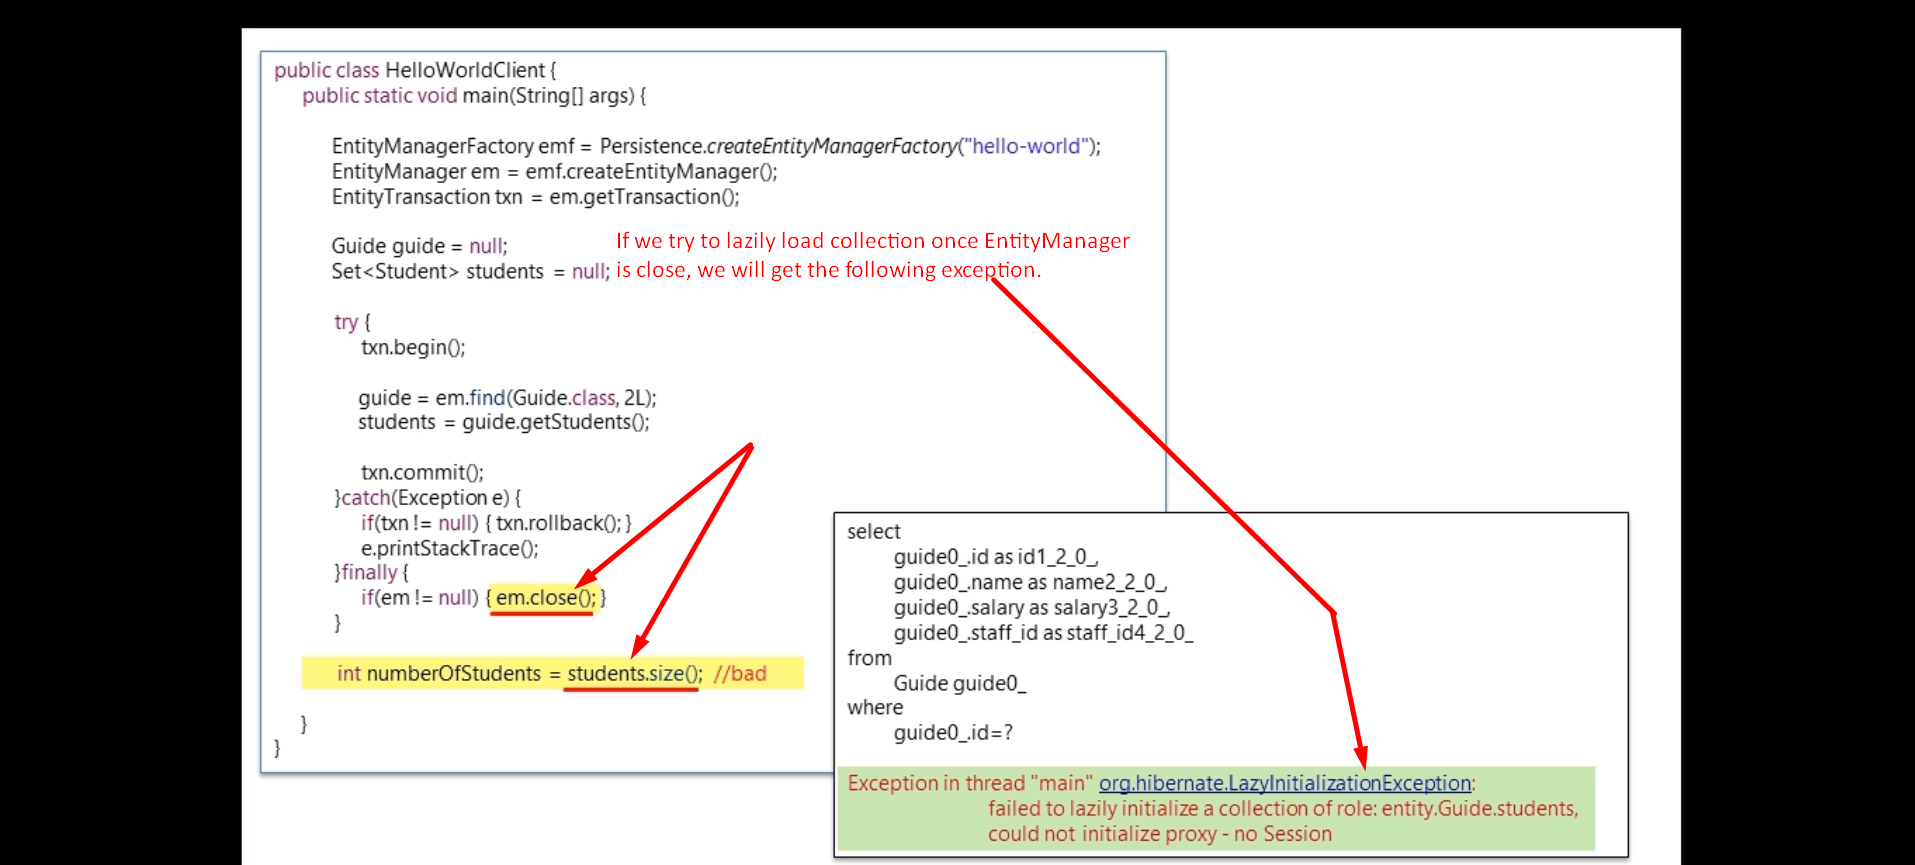 public class HelloWorldClient {
public static void main(String[] args) {
EntityManagerFactory emf = Persistence.createEntityManagerFactory("hello-world");
EntityManager em = emf.createEntityManager();
EntityTransaction txn = em.getTransaction();
Guide guide = null;
Set<Student> students = null;
If we try to lazily load collection once EntityManager
is close, we will get the following exception.
try {
txn.begin();
guide = em.find(Guide.class, 2L);
students = guide.getStudents();
txn.commit();
}catch(Exception e) {
if(txn != null) { txn.rollback(); }
e.printStackTrace();
}finally {
if(em != null) { em.close(); }
}
int numberOfStudents = students.size(); //bad
}
}
select
guide0_.id as id1_2_0_,
guide0_.name as name2_2_0_,
guide0_.salary as salary3_2_0_,
guide0_.staff_id as staff_id4_2_0_
from
Guide guide0_
where
guide0_.id=?
Exception in thread "main" org.hibernate.LazyInitializationException:
failed to lazily initialize a collection of role: entity.Guide.students,
could not initialize proxy - no Session